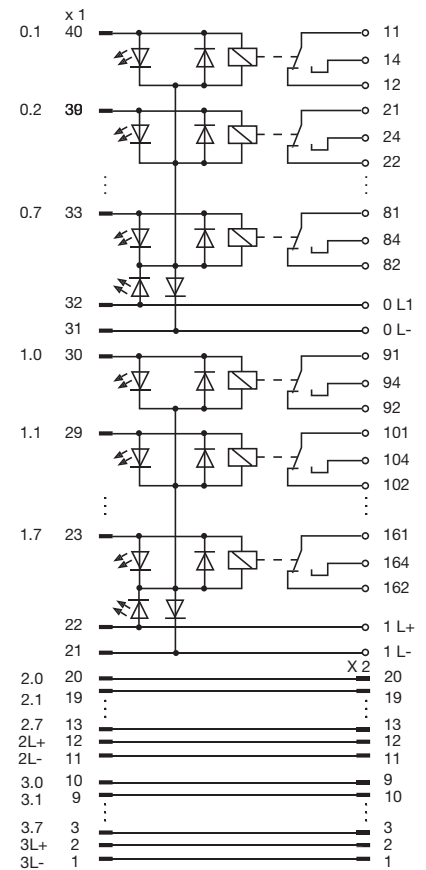 x 1
0.1 40 11
14
12
0.2 39 21
24
22
0.7 33 81
84
82
32 0 L1
31 0 L-
1.0 30 91
94
92
1.1 29 101
104
102
1.7 23 161
164
162
22 1 L+
21 1 L-
X 2
2.0 20 20
2.1 19 19
2.7 13 13
2L+ 12 12
2L- 11 11
3.0 10 9
3.1 9 10
3.7 3 3
3L+ 2 2
3L- 1 1